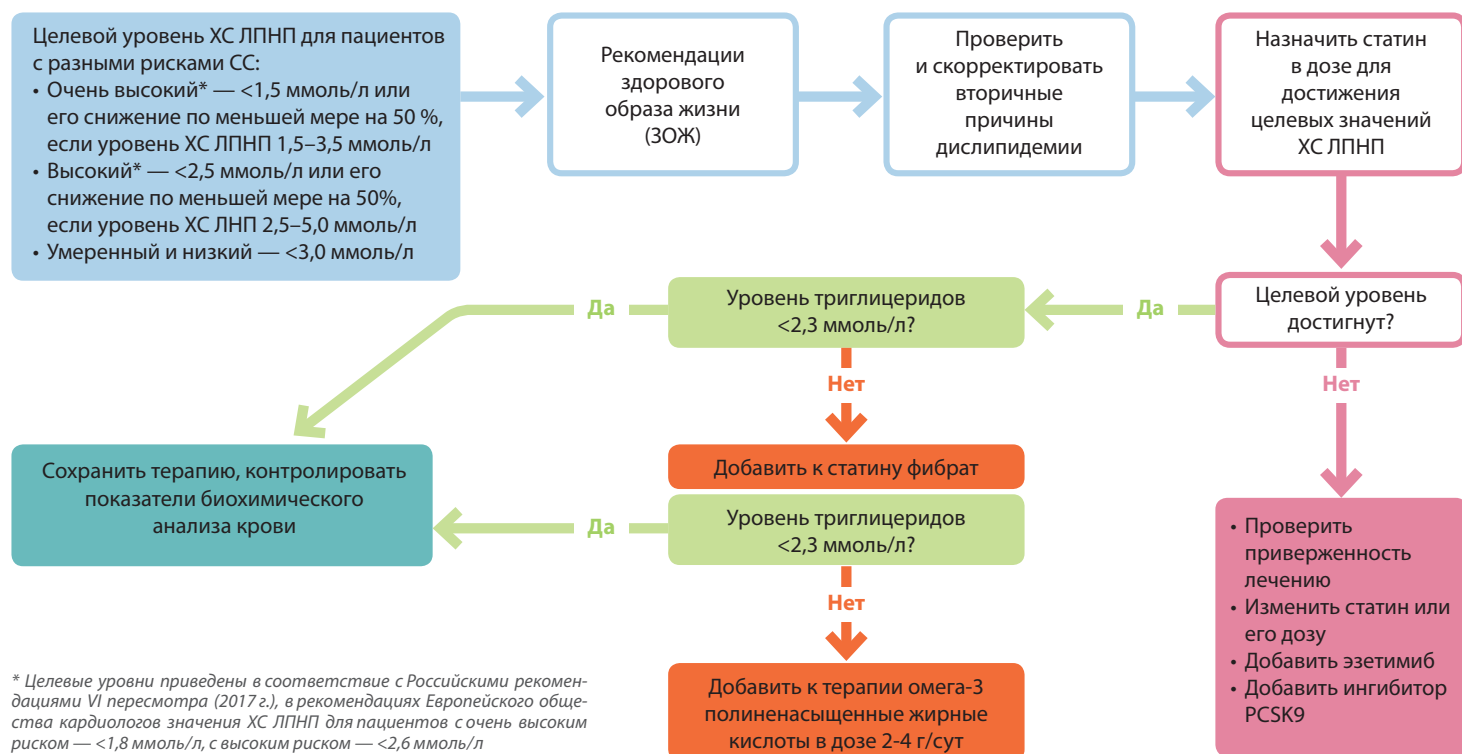 Целевой уровень ХС ЛПНП для пациентов
с разными рисками СС:
• Очень высокий* — <1,5 ммоль/л или
его снижение по меньшей мере на 50 %,
если уровень ХС ЛПНП 1,5–3,5 ммоль/л
• Высокий* — <2,5 ммоль/л или его
снижение по меньшей мере на 50%,
если уровень ХС ЛНП 2,5–5,0 ммоль/л
• Умеренный и низкий — <3,0 ммоль/л
Рекомендации
здорового
образа жизни
(ЗОЖ)
Проверить
и скорректировать
вторичные
причины
дислипидемии
Назначить статин
в дозе для
достижения
целевых значений
ХС ЛПНП
Целевой уровень
достигнут?
Да
Уровень триглицеридов
<2,3 ммоль/л?
Да
Нет
Нет
Добавить к статину фибрат
Сохранить терапию, контролировать
показатели биохимического
анализа крови
Да
Уровень триглицеридов
<2,3 ммоль/л?
Нет
Добавить к терапии омега-3
полиненасыщенные жирные
кислоты в дозе 2-4 г/сут
• Проверить
приверженность
лечению
• Изменить статин или
его дозу
• Добавить эзетимиб
• Добавить ингибитор
PCSK9
* Целевые уровни приведены в соответствие с Российскими рекомен-
дациями VI пересмотра (2017 г.), в рекомендациях Европейского обще-
ства кардиологов значения ХС ЛПНП для пациентов с очень высоким
риском — <1,8 ммоль/л, с высоким риском — <2,6 ммоль/л